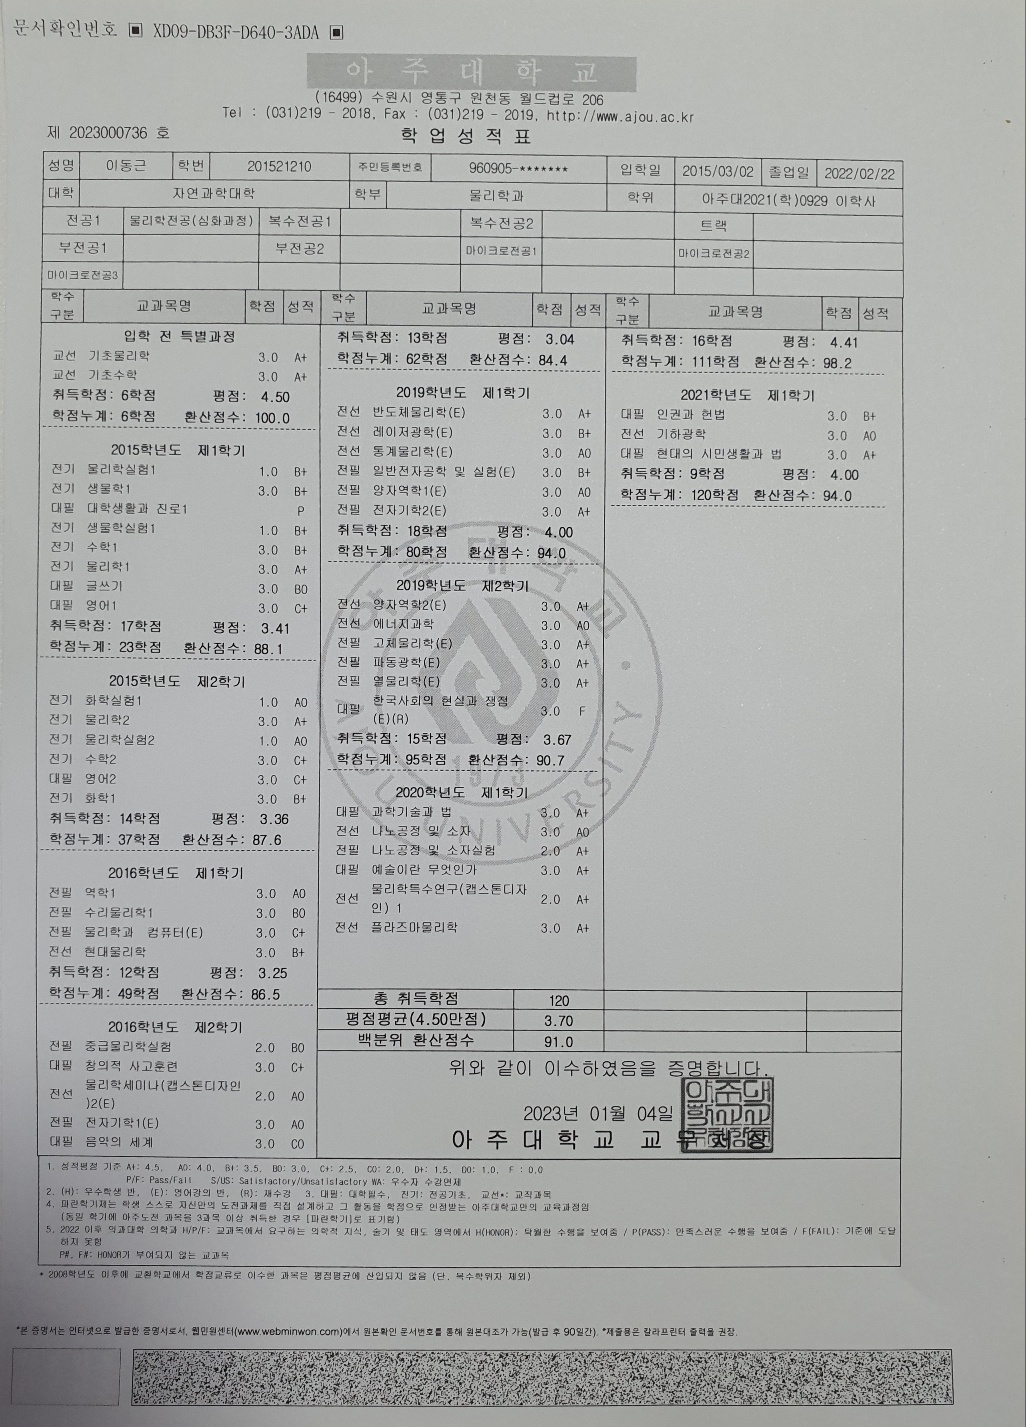 문서확인번호 ▣ XD09-DB3F-D640-3ADA ▣
아 주 대 학 교
(16499) 수원시 영통구 원천동 월드컵로 206
Tel : (031)219 - 2018, Fax : (031)219 - 2019, http://www.ajou.ac.kr
제 2023000736 호
학 업 성 적 표
성명 이동근 학번 201521210 주민등록번호 960905-******* 입학일 2015/03/02 졸업일 2022/02/22
대학 자연과학대학 학부 물리학과 학위 아주대2021(학)0929 이학사
전공1 물리학전공(심화과정) 복수전공1 복수전공2 트랙
부전공1 부전공2 마이크로전공1 마이크로전공2
마이크로전공3
학수구분 교과목명 학점 성적 학수구분 교과목명 학점 성적 학수구분 교과목명 학점 성적
입학 전 특별과정
교선 기초물리학 3.0 A+
교선 기초수학 3.0 A+
취득학점: 6학점 평점: 4.50
학점누계: 6학점 환산점수: 100.0
2015학년도 제1학기
전기 물리학실험1 1.0 B+
전기 생물학1 3.0 B+
대필 대학생활과 진로1 P
전기 생물학실험1 1.0 B+
전기 수학1 3.0 B+
전기 물리학1 3.0 A+
대필 글쓰기 3.0 B0
대필 영어1 3.0 C+
취득학점: 17학점 평점: 3.41
학점누계: 23학점 환산점수: 88.1
2015학년도 제2학기
전기 화학실험1 1.0 A0
전기 물리학2 3.0 A+
전기 물리학실험2 1.0 A0
전기 수학2 3.0 C+
대필 영어2 3.0 C+
전기 화학1 3.0 B+
취득학점: 14학점 평점: 3.36
학점누계: 37학점 환산점수: 87.6
2016학년도 제1학기
전필 역학1 3.0 A0
전필 수리물리학1 3.0 B0
전필 물리학과 컴퓨터(E) 3.0 C+
전선 현대물리학 3.0 B+
취득학점: 12학점 평점: 3.25
학점누계: 49학점 환산점수: 86.5
2016학년도 제2학기
전필 중급물리학실험 2.0 B0
대필 창의적 사고훈련 3.0 C+
전선 물리학세미나(캡스톤디자인
)2(E) 2.0 A0
전필 전자기학1(E) 3.0 A0
대필 음악의 세계 3.0 C0
취득학점: 13학점 평점: 3.04
학점누계: 62학점 환산점수: 84.4
2019학년도 제1학기
전선 반도체물리학(E) 3.0 A+
전선 레이저광학(E) 3.0 B+
전선 통계물리학(E) 3.0 A0
전필 일반전자공학 및 실험(E) 3.0 B+
전필 양자역학1(E) 3.0 A0
전필 전자기학2(E) 3.0 A+
취득학점: 18학점 평점: 4.00
학점누계: 80학점 환산점수: 94.0
2019학년도 제2학기
전선 양자역학2(E) 3.0 A+
전선 에너지과학 3.0 A0
전필 고체물리학(E) 3.0 A+
전필 파동광학(E) 3.0 A+
전필 열물리학(E) 3.0 A+
대필 한국사회의 현실과 쟁점
(E)(R) 3.0 F
취득학점: 15학점 평점: 3.67
학점누계: 95학점 환산점수: 90.7
2020학년도 제1학기
대필 과학기술과 법 3.0 A+
전선 나노공정 및 소자 3.0 A0
전필 나노공정 및 소자실험 2.0 A+
대필 예술이란 무엇인가 3.0 A+
전선 물리학특수연구(캡스톤디자
인) 1 2.0 A+
전선 플라즈마물리학 3.0 A+
취득학점: 16학점 평점: 4.41
학점누계: 111학점 환산점수: 98.2
2021학년도 제1학기
대필 인권과 헌법 3.0 B+
전선 기하광학 3.0 A0
대필 현대의 시민생활과 법 3.0 A+
취득학점: 9학점 평점: 4.00
학점누계: 120학점 환산점수: 94.0
총 취득학점 120
평점평균(4.50만점) 3.70
백분위 환산점수 91.0
위와 같이 이수하였음을 증명합니다.
2023년 01월 04일
아 주 대 학 교 교 무 처 장
1. 성적평점 기준 A+: 4.5, A0: 4.0, B+: 3.5, B0: 3.0, C+: 2.5, C0: 2.0, D+: 1.5, D0: 1.0, F : 0.0
P/F: Pass/Fail S/US: Satisfactory/Unsatisfactory WA: 우수자 수강면제
2. (H): 우수학생 반, (E): 영어강의 반, (R): 재수강 3. 대필: 대학필수, 전기: 전공기초, 교선*: 교직과목
4. 파란학기제는 학생 스스로 자신만의 도전과제를 직접 설계하고 그 활동을 학점으로 인정받는 아주대학교만의 교육과정임
(동일 학기에 아주도전 과목을 3과목 이상 취득한 경우 [파란학기]로 표기함)
5. 2022 이후 의과대학 의학과 H/P/F: 교과목에서 요구하는 의학적 지식, 술기 및 태도 영역에서 H(HONOR): 탁월한 수행을 보여줌 / P(PASS): 만족스러운 수행을 보여줌 / F(FAIL): 기준에 도달
하지 못함
P#, F#: HONOR가 부여되지 않는 교과목
* 2008학년도 이후에 교환학교에서 학점교류로 이수한 과목은 평점평균에 산입되지 않음 (단, 복수학위자 제외)
*본 증명서는 인터넷으로 발급한 증명서로서, 웹민원센터(www.webminwon.com)에서 원본확인 문서번호를 통해 원본대조가 가능(발급 후 90일간). *제출용은 칼라프린터 출력을 권장.